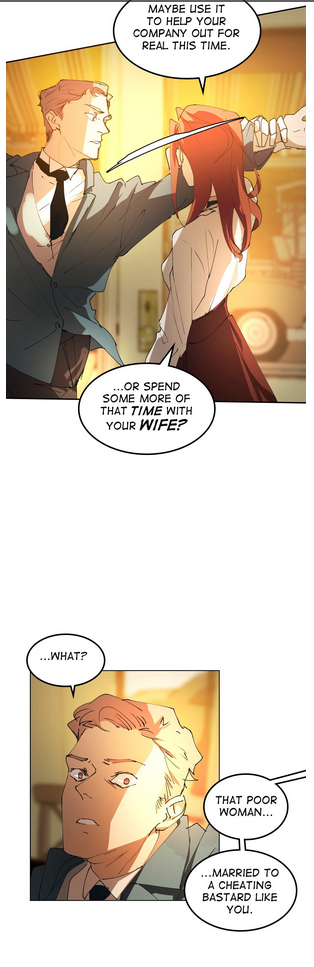 MAYBE USE IT
TO HELP YOUR
COMPANY OUT FOR
REAL THIS TIME.
...OR SPEND
SOME MORE OF
THAT TIME WITH
YOUR WIFE?
...WHAT?
THAT POOR
WOMAN...
...MARRIED TO
A CHEATING
BASTARD LIKE
YOU.